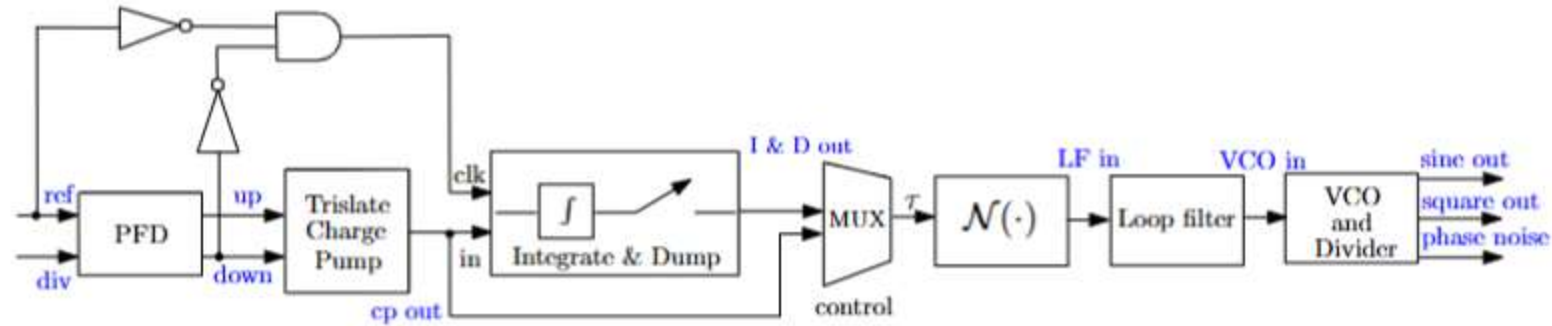 ref
div
PFD
up
down
Trislate
Charge
Pump
cp out
clk
in
∫
Integrate & Dump
I & D out
MUX
control
τ
N(·)
LF in
Loop filter
VCO in
VCO
and
Divider
sine out
square out
phase noise